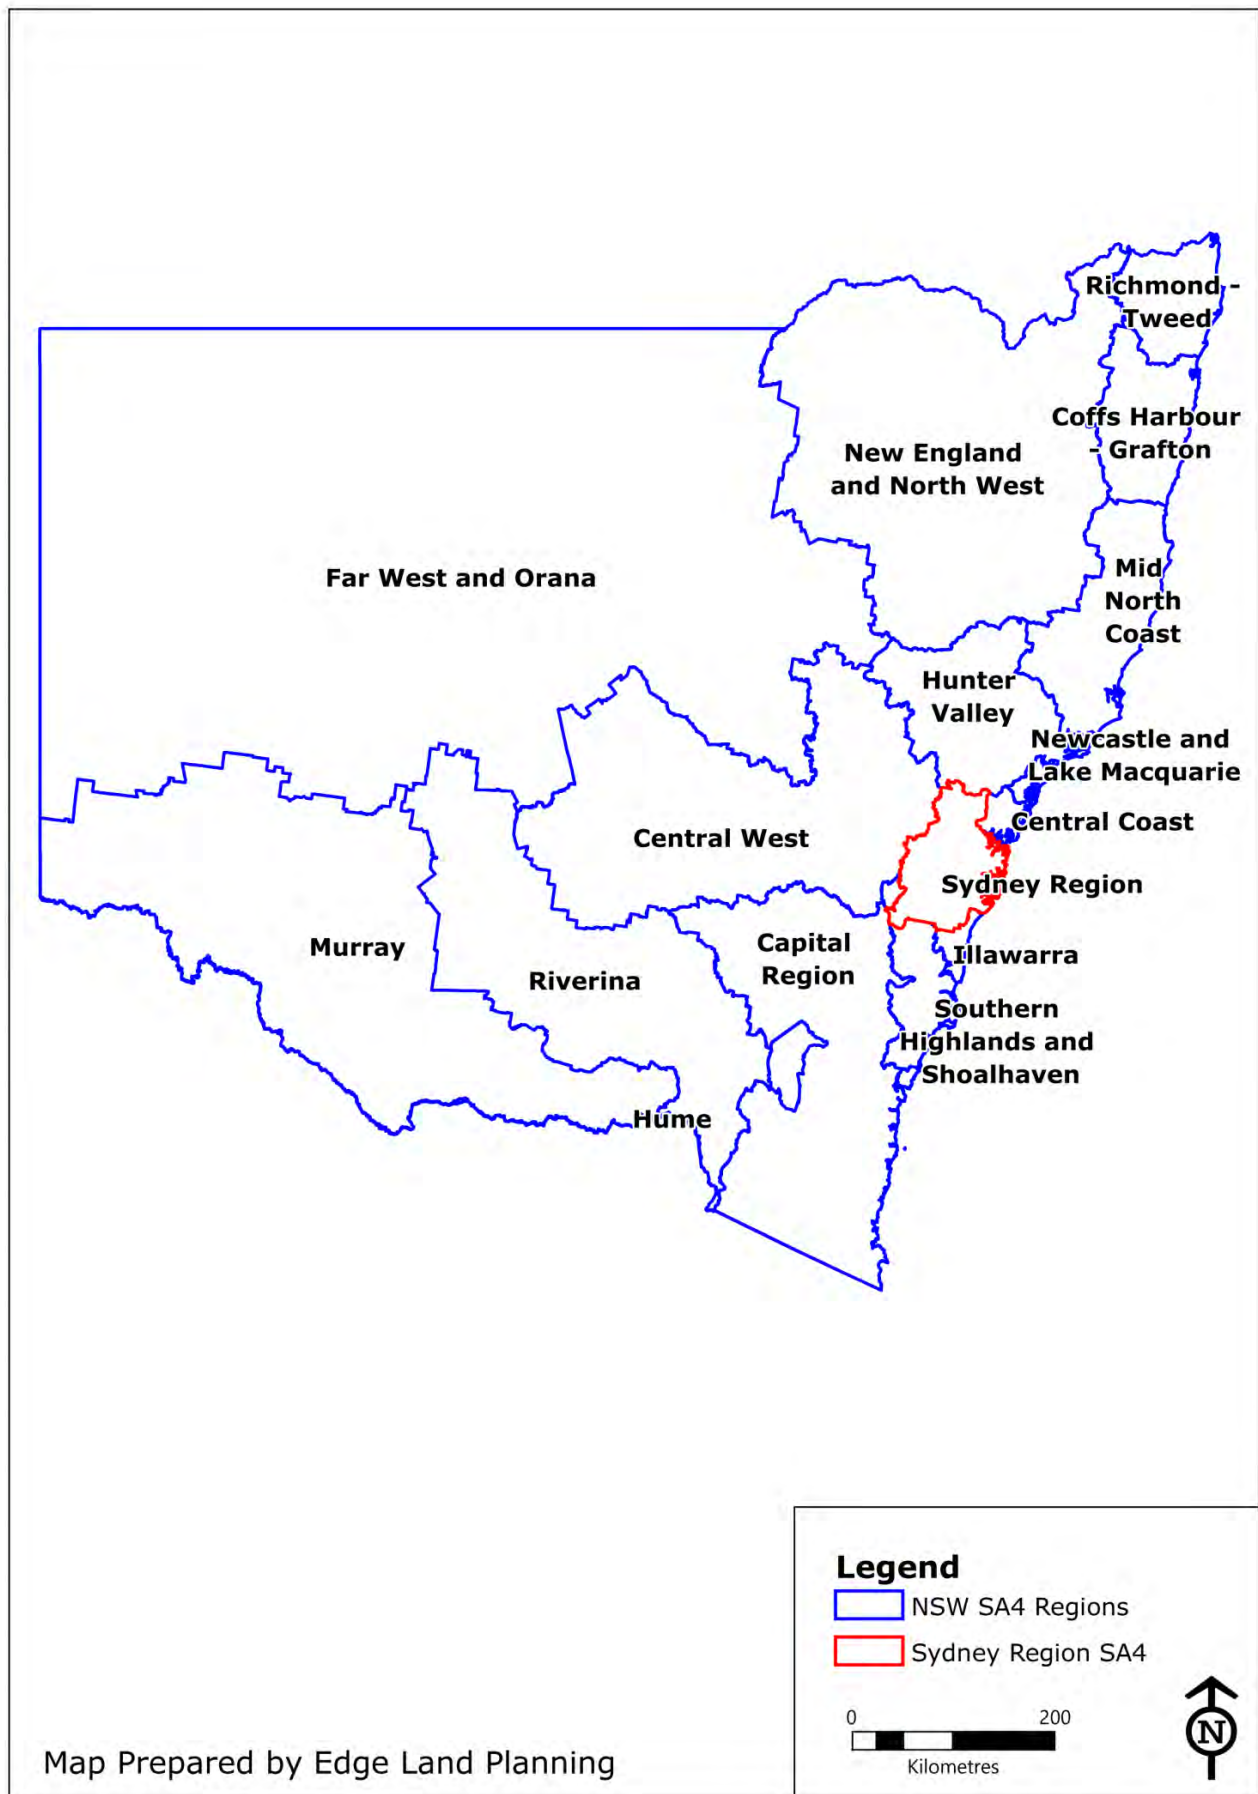 Richmond -
Tweed
Coffs Harbour
- Grafton
New England
and North West
Far West and Orana
Mid
North
Coast
Hunter
Valley
Newcastle and
Lake Macquarie
Central Coast
Central West
Sydney Region
Murray
Capital
Region
Riverina
Illawarra
Southern
Highlands and
Shoalhaven
Hume
Legend
NSW SA4 Regions
Sydney Region SA4
0 200
Kilometres
N
Map Prepared by Edge Land Planning